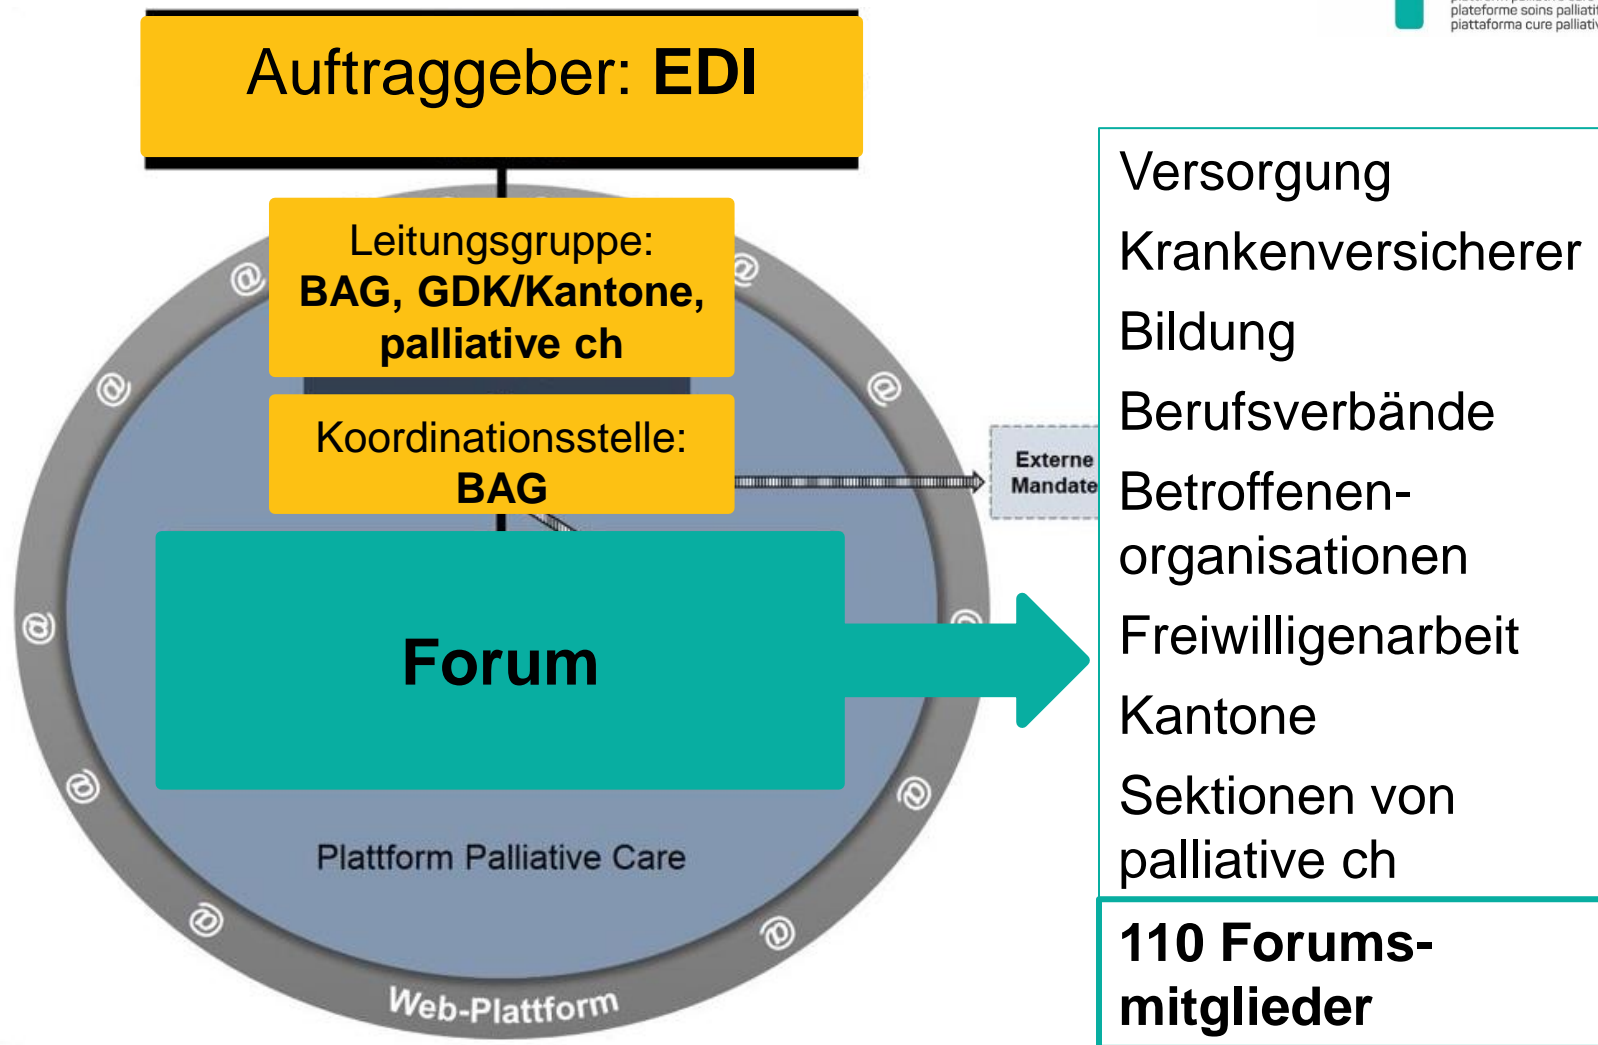 plateforme soins palliatif
piattaforma cure palliativ
Auftraggeber: EDI
Leitungsgruppe:
BAG, GDK/Kantone,
palliative ch
Koordinationsstelle:
BAG
Externe
Mandate
Forum
Plattform Palliative Care
Web-Plattform
@
@
@
@
@
@
@
@
@
Versorgung
Krankenversicherer
Bildung
Berufsverbände
Betroffenen-
organisationen
Freiwilligenarbeit
Kantone
Sektionen von
palliative ch
110 Forums-
mitglieder